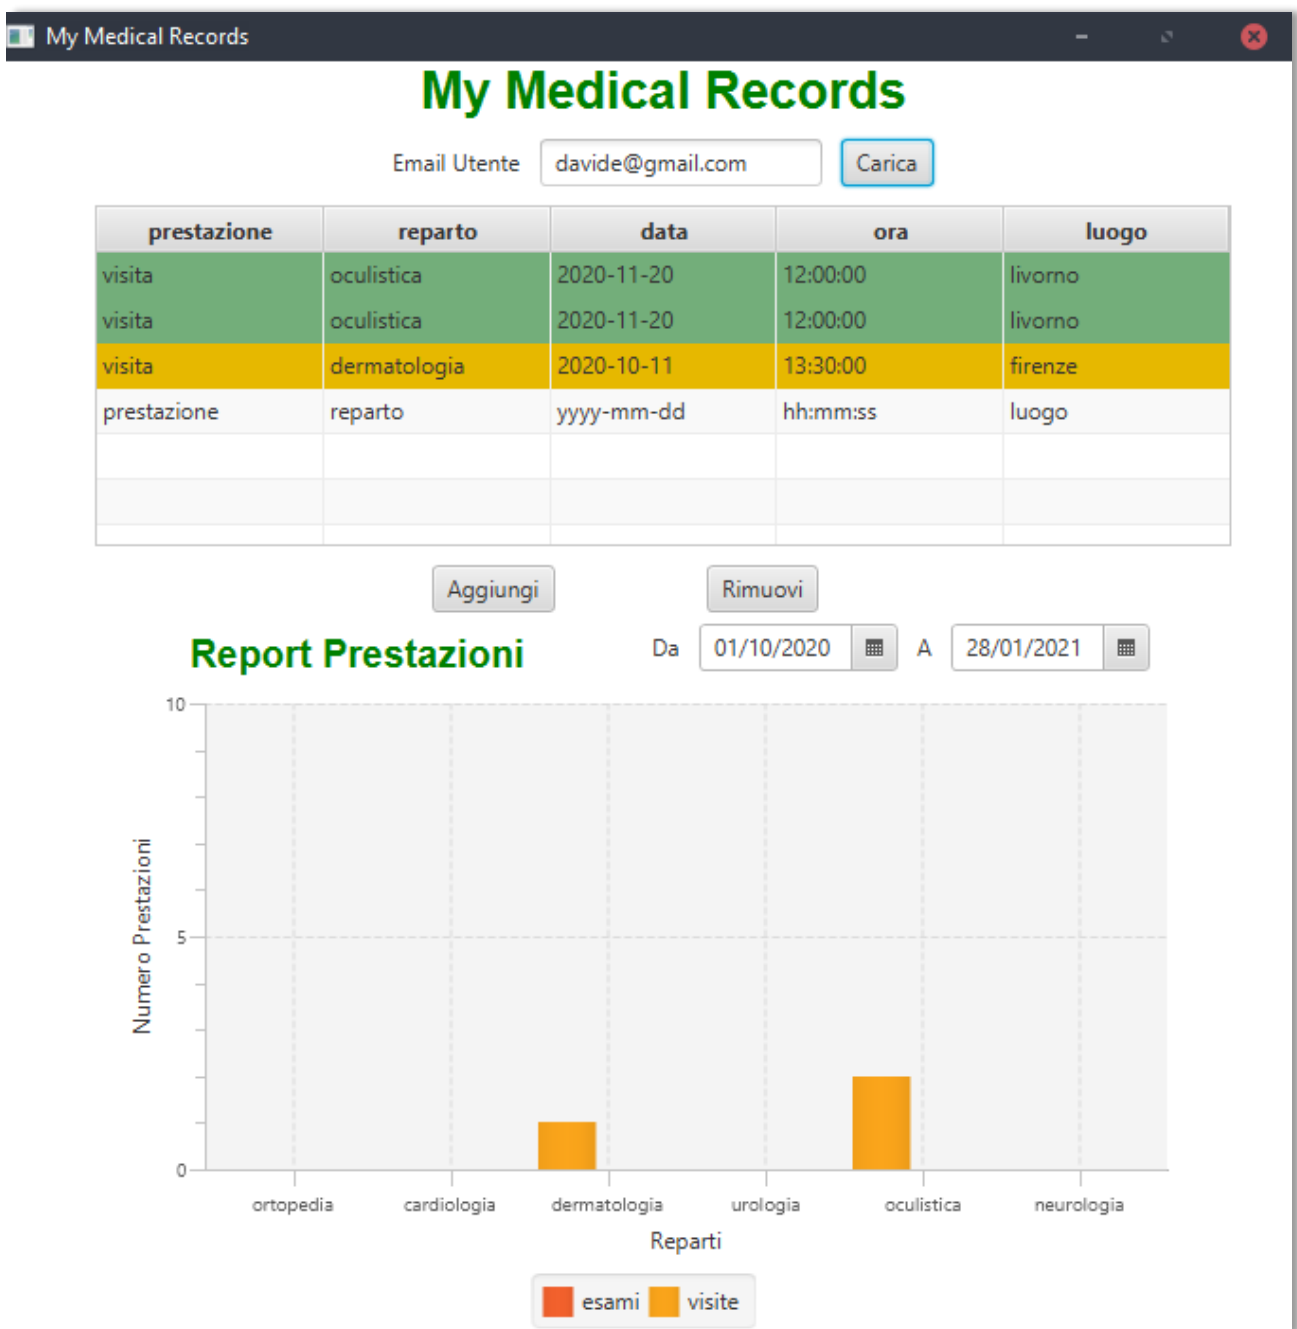 My Medical Records
My Medical Records
Email Utente davide@gmail.com Carica
prestazione reparto data ora luogo
visita oculistica 2020-11-20 12:00:00 livorno
visita oculistica 2020-11-20 12:00:00 livorno
visita dermatologia 2020-10-11 13:30:00 firenze
prestazione reparto yyyy-mm-dd hh:mm:ss luogo
Aggiungi Rimuovi
Report Prestazioni Da 01/10/2020 A 28/01/2021
10
5
0
Numero Prestazioni
ortopedia cardiologia dermatologia urologia oculistica neurologia
Reparti
esami visite